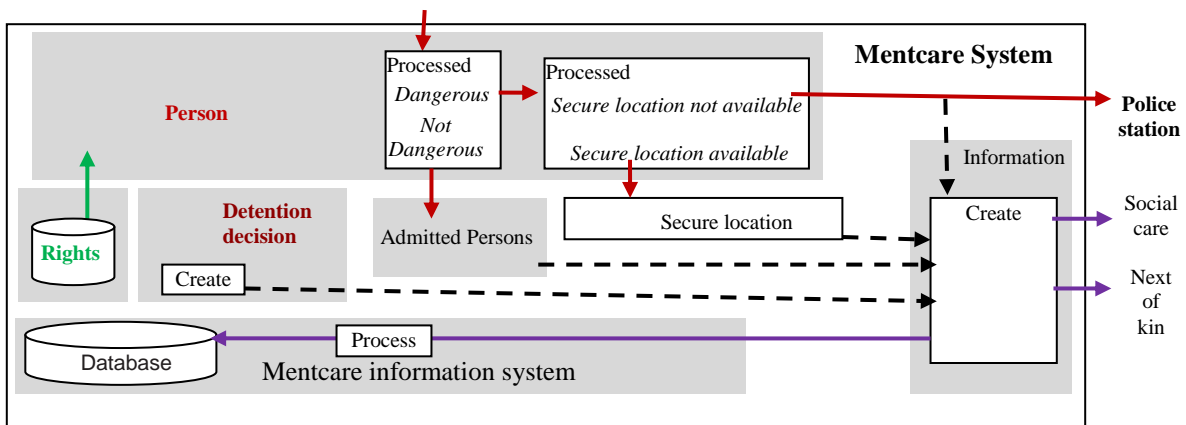 Mentcare System
Person
Processed
Dangerous
Not
Dangerous
Processed
Secure location not available
Secure location available
Police
station
Information
Create
Social
care
Next
of
kin
Rights
Detention
decision
Create
Admitted Persons
Secure location
Database
Process
Mentcare information system